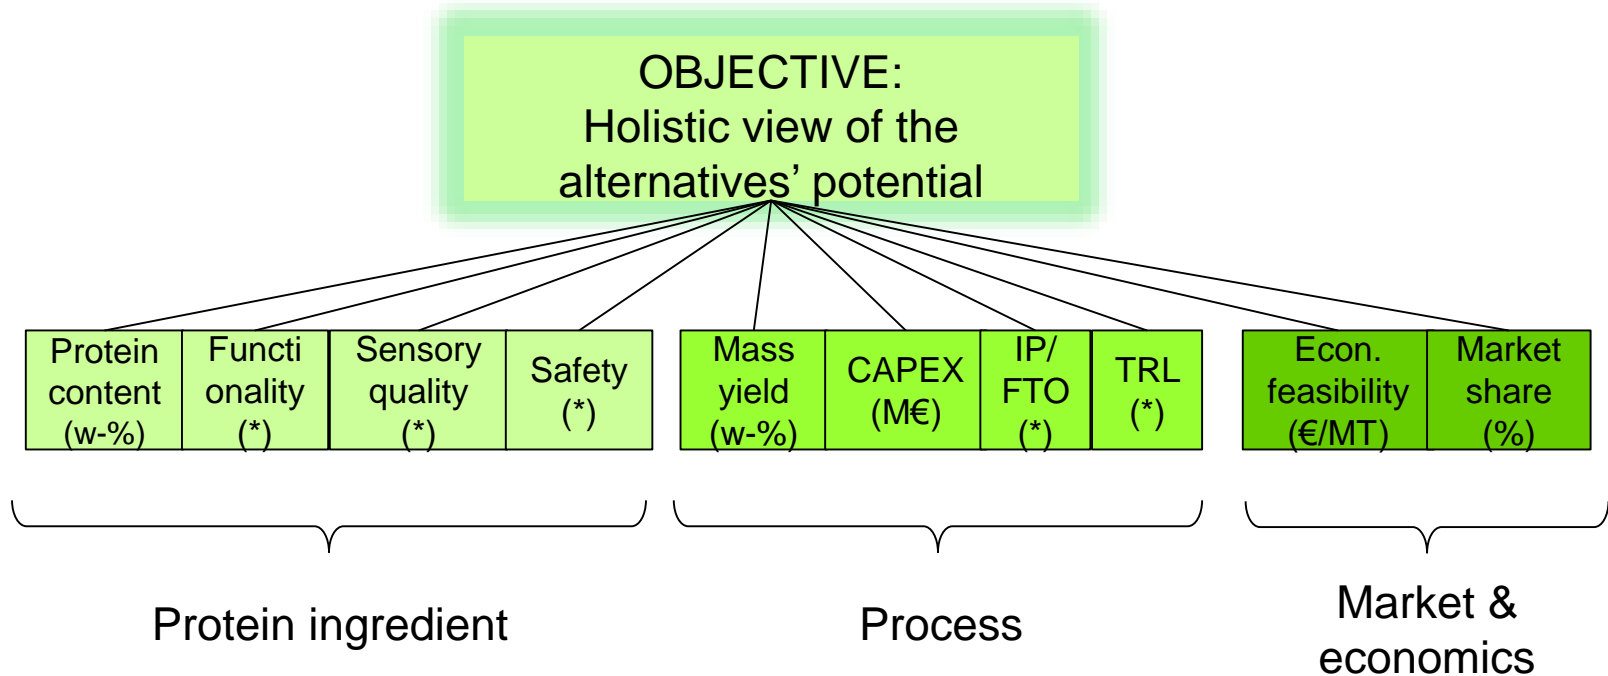 OBJECTIVE:
Holistic view of the
alternatives’ potential
Protein
content
(w-%)
Functi
onality
(*)
Sensory
quality
(*)
Safety
(*)
Mass
yield
(w-%)
CAPEX
(M€)
IP/
FTO
(*)
TRL
(*)
Econ.
feasibility
(€/MT)
Market
share
(%)
Protein ingredient
Process
Market &
economics